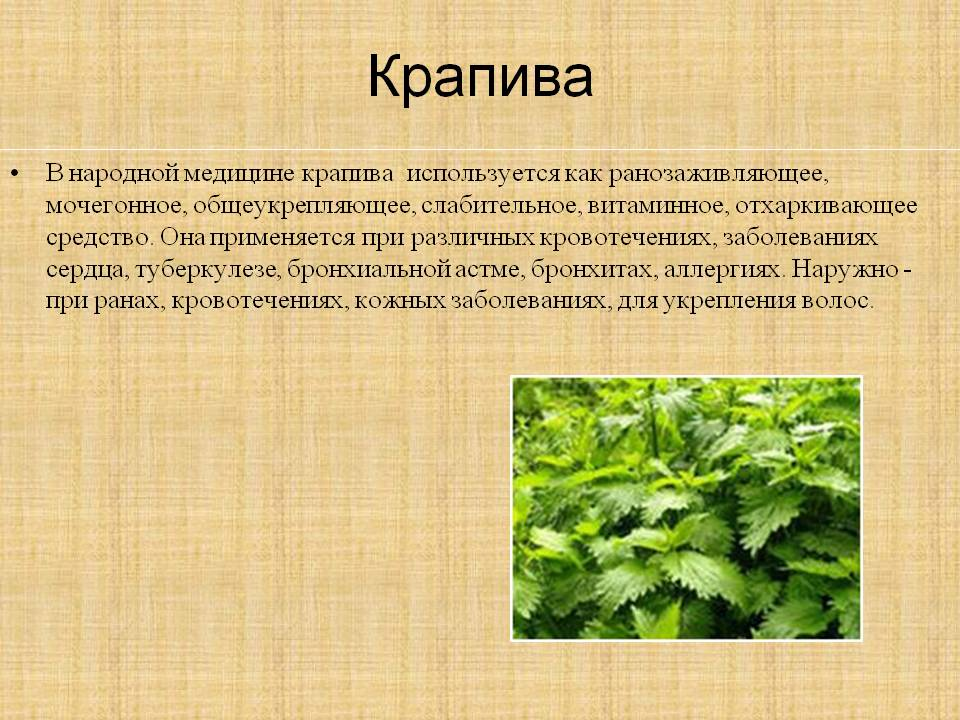 Крапива
• В народной медицине крапива используется как ранозаживляющее,
мочегонное, общеукрепляющее, слабительное, витаминное, отхаркивающее
средство. Она применяется при различных кровотечениях, заболеваниях
сердца, туберкулезе, бронхиальной астме, бронхитах, аллергиях. Наружно -
при ранах, кровотечениях, кожных заболеваниях, для укрепления волос.